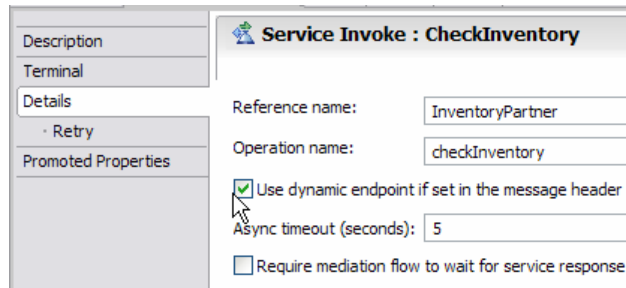 Description
Terminal
Details
· Retry
Promoted Properties
Service Invoke : CheckInventory
Reference name: InventoryPartner
Operation name: checkInventory
Use dynamic endpoint if set in the message header
Async timeout (seconds): 5
Require mediation flow to wait for service response